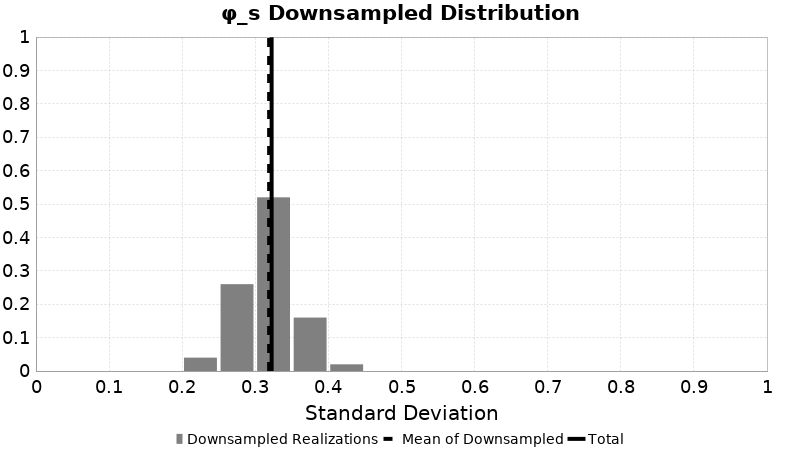 φ_s Downsampled Distribution
1
0.9
0.8
0.7
0.6
0.5
0.4
0.3
0.2
0.1
0
0 0.1 0.2 0.3 0.4 0.5 0.6 0.7 0.8 0.9 1
Standard Deviation
Downsampled Realizations Mean of Downsampled Total